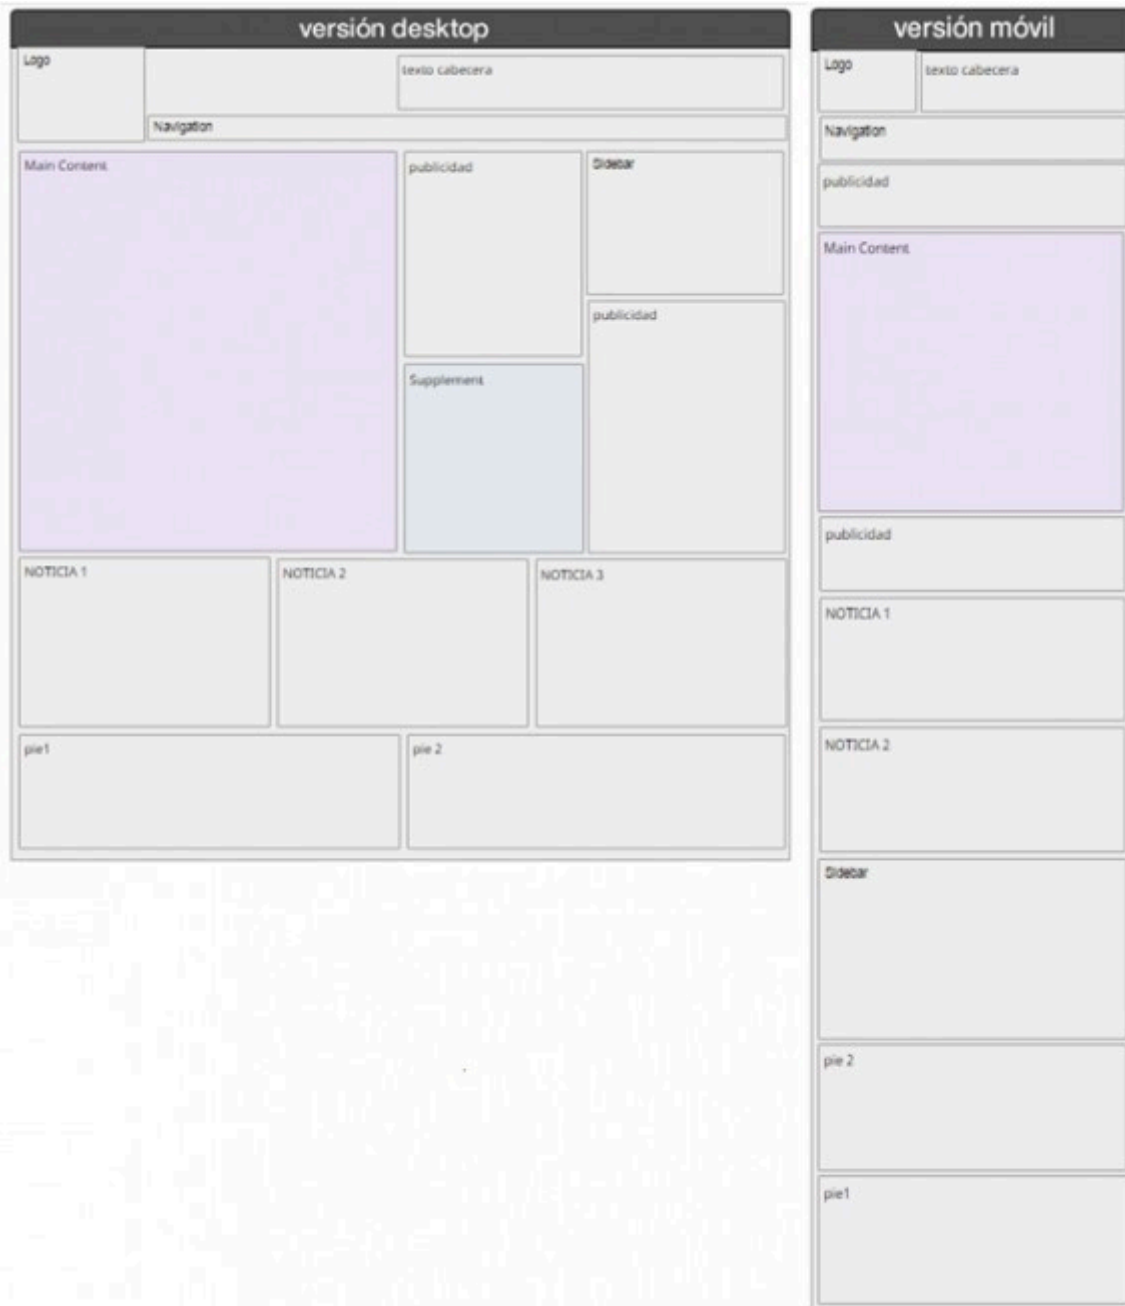 versión desktop
Logo
texto cabecera
Navigation
Main Content
publicidad
Sidebar
publicidad
Supplement
NOTICIA 1
NOTICIA 2
NOTICIA 3
pie1
pie 2
versión móvil
Logo
texto cabecera
Navigation
publicidad
Main Content
publicidad
NOTICIA 1
NOTICIA 2
Sidebar
pie 2
pie1